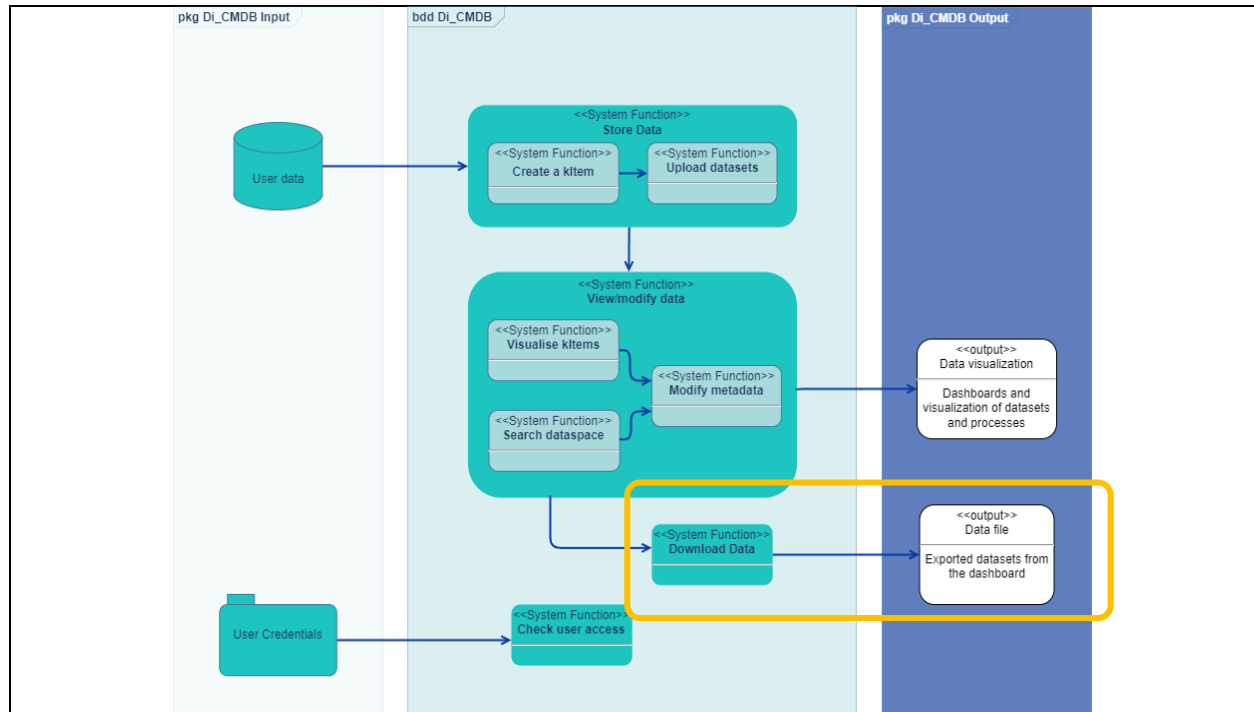 pkg Di_CMDB Input
bdd Di_CMDB
pkg Di_CMDB Output
User data
<<System Function>>
Store Data
<<System Function>>
Create a kItem
<<System Function>>
Upload datasets
<<System Function>>
View/modify data
<<System Function>>
Visualise kItems
<<System Function>>
Search dataspace
<<System Function>>
Modify metadata
<<output>>
Data visualization
Dashboards and
visualization of datasets
and processes
<<System Function>>
Download Data
<<output>>
Data file
Exported datasets from
the dashboard
User Credentials
<<System Function>>
Check user access